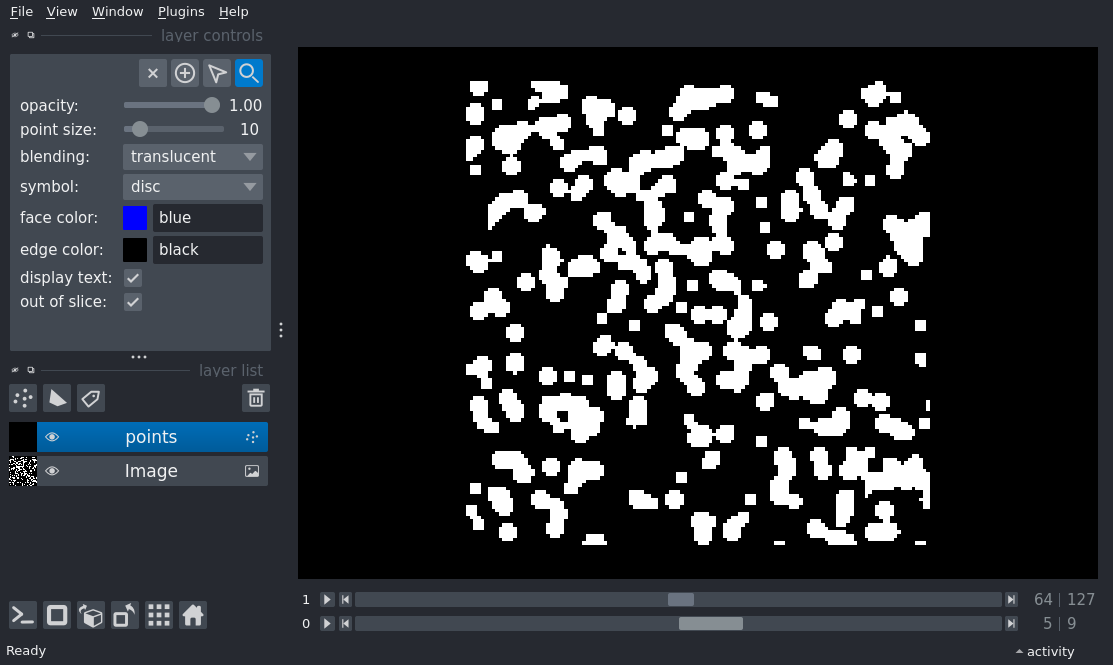 File View Window Plugins Help
layer controls
opacity: 1.00
point size: 10
blending: translucent
symbol: disc
face color: blue
edge color: black
display text:
out of slice:
layer list
points
Image
1 64 | 127
0 5 | 9
Ready activity